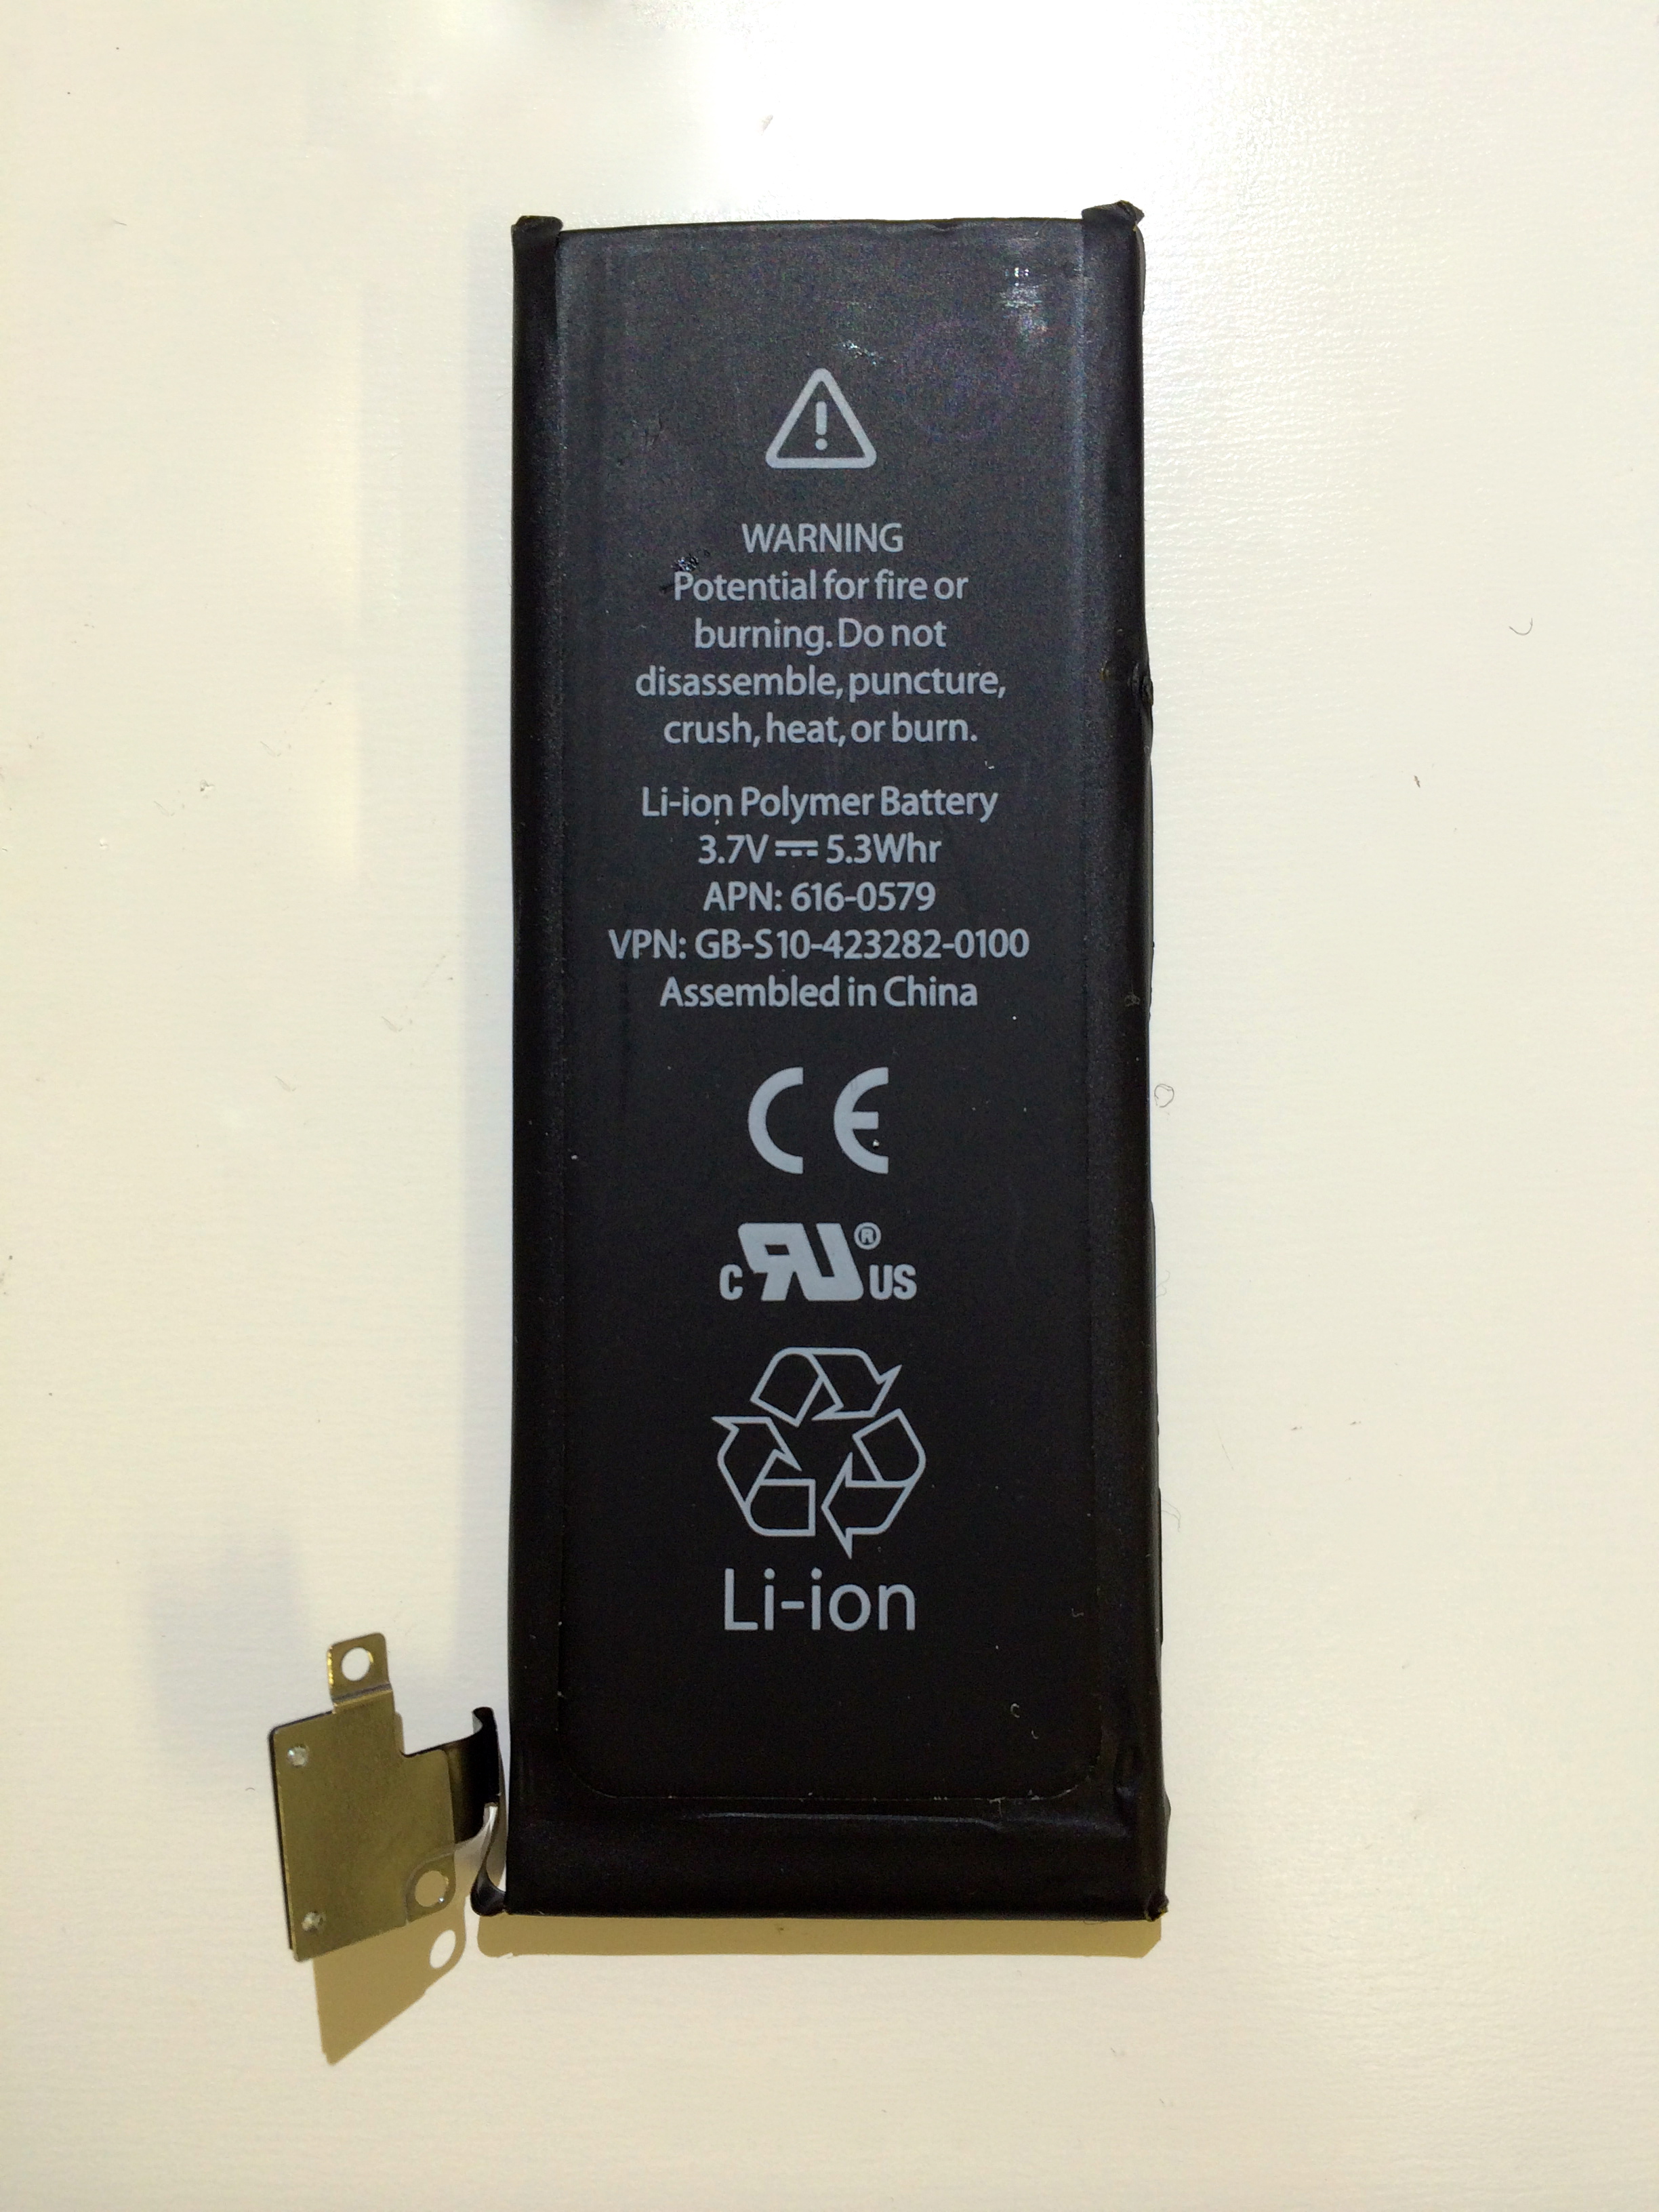 WARNING
Potential for fire or
burning. Do not
disassemble, puncture,
crush, heat, or burn.
Li-ion Polymer Battery
3.7V ⎓ 5.3Whr
APN: 616-0579
VPN: GB-S10-423282-0100
Assembled in China
CE
c RU ® US
Li-ion